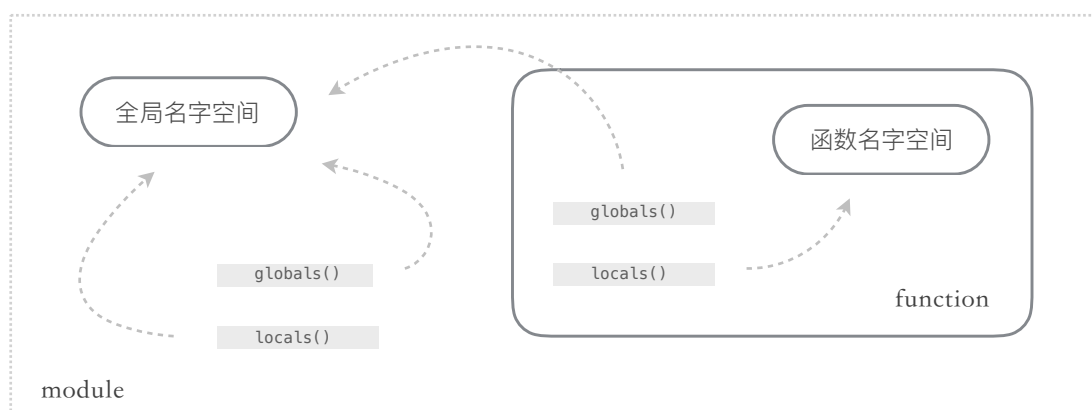 全局名字空间
函数名字空间
globals()
locals()
function
globals()
locals()
module